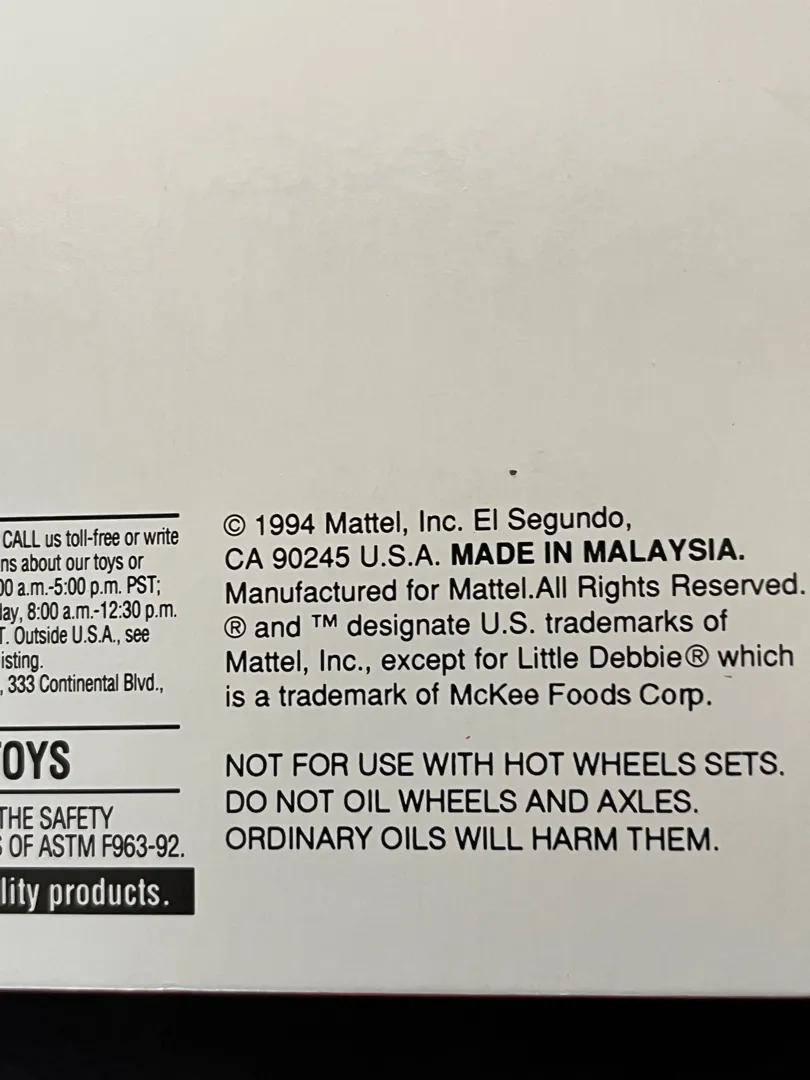 CALL us toll-free or write
ns about our toys or
00 a.m.-5:00 p.m. PST;
lay, 8:00 a.m.-12:30 p.m.
T. Outside U.S.A., see
isting.
, 333 Continental Blvd.,
OYS
THE SAFETY
S OF ASTM F963-92.
lity products.
© 1994 Mattel, Inc. El Segundo,
CA 90245 U.S.A. MADE IN MALAYSIA.
Manufactured for Mattel.All Rights Reserved.
® and ™ designate U.S. trademarks of
Mattel, Inc., except for Little Debbie® which
is a trademark of McKee Foods Corp.
NOT FOR USE WITH HOT WHEELS SETS.
DO NOT OIL WHEELS AND AXLES.
ORDINARY OILS WILL HARM THEM.